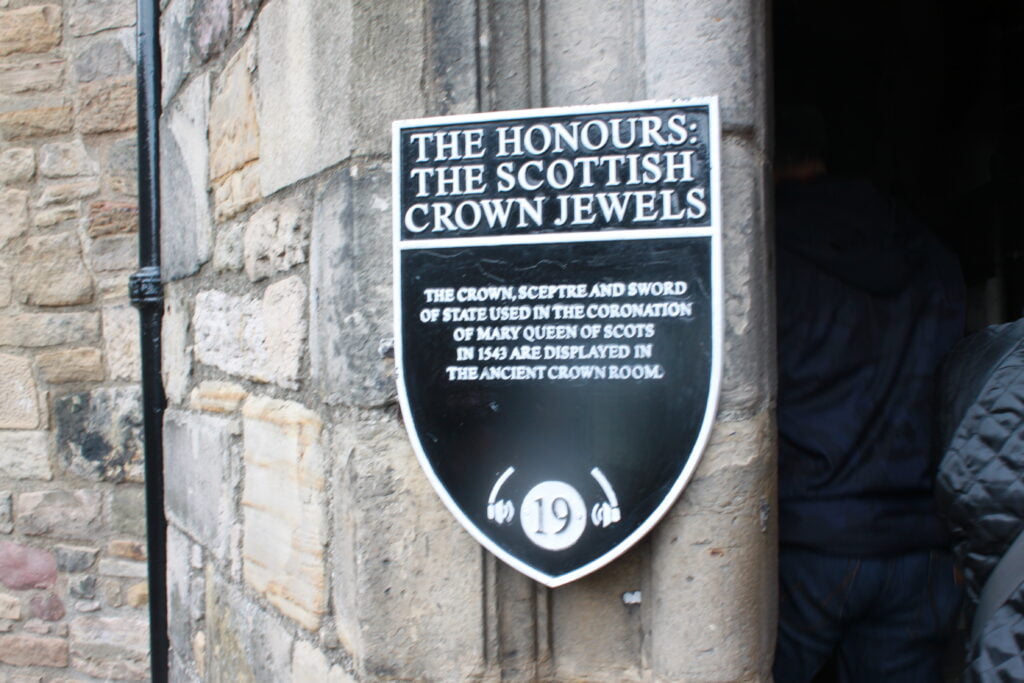 THE HONOURS:
THE SCOTTISH
CROWN JEWELS
THE CROWN, SCEPTRE AND SWORD
OF STATE USED IN THE CORONATION
OF MARY QUEEN OF SCOTS
IN 1543 ARE DISPLAYED IN
THE ANCIENT CROWN ROOM.
19